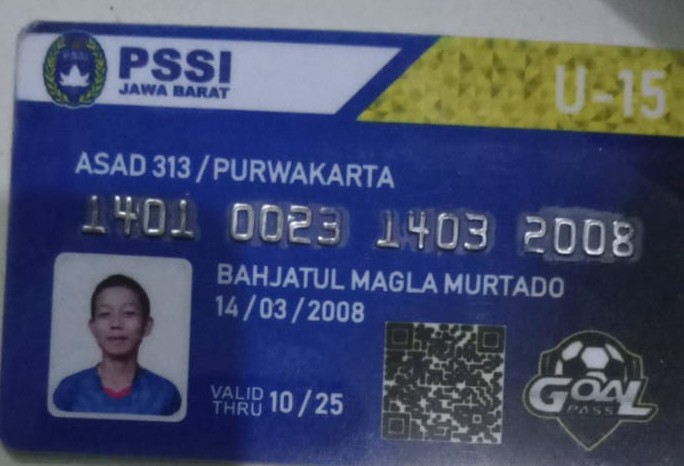 PSSI
PSSI
JAWA BARAT
U-15
ASAD 313 / PURWAKARTA
1401 0023 1403 2008
BAHJATUL MAGLA MURTADO
14 / 03 / 2008
VALID THRU 10 / 25
GOAL
PASS